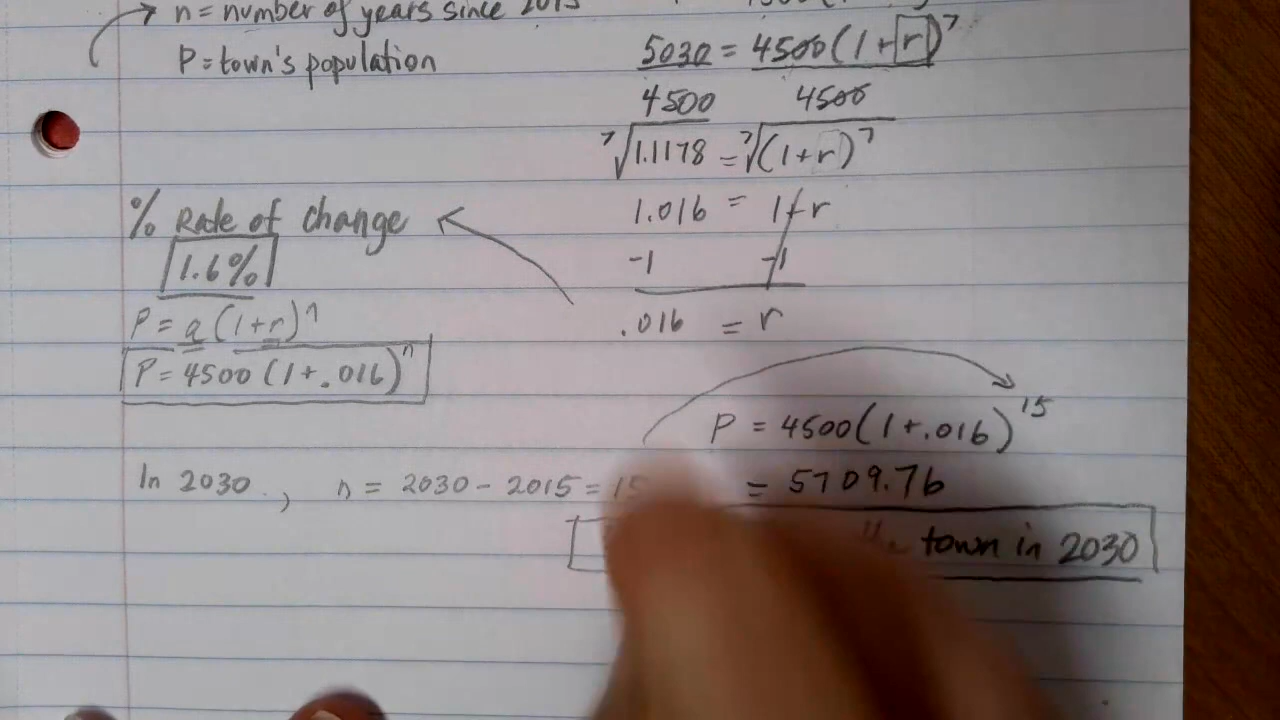 n = number of years since 2015
P = town's population
5030 = 4500(1+r)^7
4500 4500
7√1.1178 = 7√(1+r)^7
1.016 = 1+r
-1 -1
.016 = r
% Rate of change
1.6%
P = a(1+r)^n
P = 4500(1+.016)^n
In 2030, n = 2030 - 2015 = 15
P = 4500(1+.016)^15
= 5709.76
the town in 2030